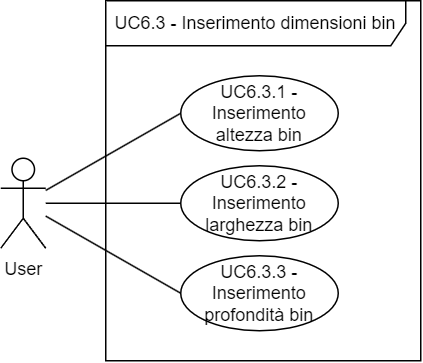 UC6.3 - Inserimento dimensioni bin
UC6.3.1 -
Inserimento
altezza bin
UC6.3.2 -
Inserimento
larghezza bin
User
UC6.3.3 -
Inserimento
profondità bin